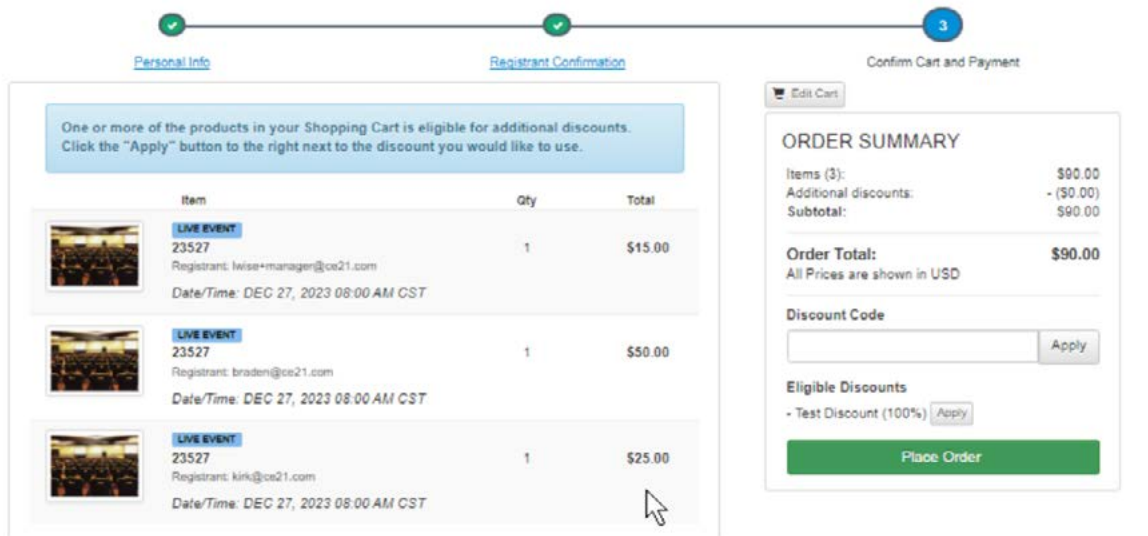 3
Personal Info
Registrant Confirmation
Confirm Cart and Payment
Edit Cart
One or more of the products in your Shopping Cart is eligible for additional discounts.
Click the "Apply" button to the right next to the discount you would like to use.
Item Qty Total
LIVE EVENT
23527 1 $15.00
Registrant: lwise+manager@ce21.com
Date/Time: DEC 27, 2023 08:00 AM CST
LIVE EVENT
23527 1 $50.00
Registrant: braden@ce21.com
Date/Time: DEC 27, 2023 08:00 AM CST
LIVE EVENT
23527 1 $25.00
Registrant: kirk@ce21.com
Date/Time: DEC 27, 2023 08:00 AM CST
ORDER SUMMARY
Items (3): $90.00
Additional discounts: - ($0.00)
Subtotal: $90.00
Order Total: $90.00
All Prices are shown in USD
Discount Code
Apply
Eligible Discounts
- Test Discount (100%) Apply
Place Order